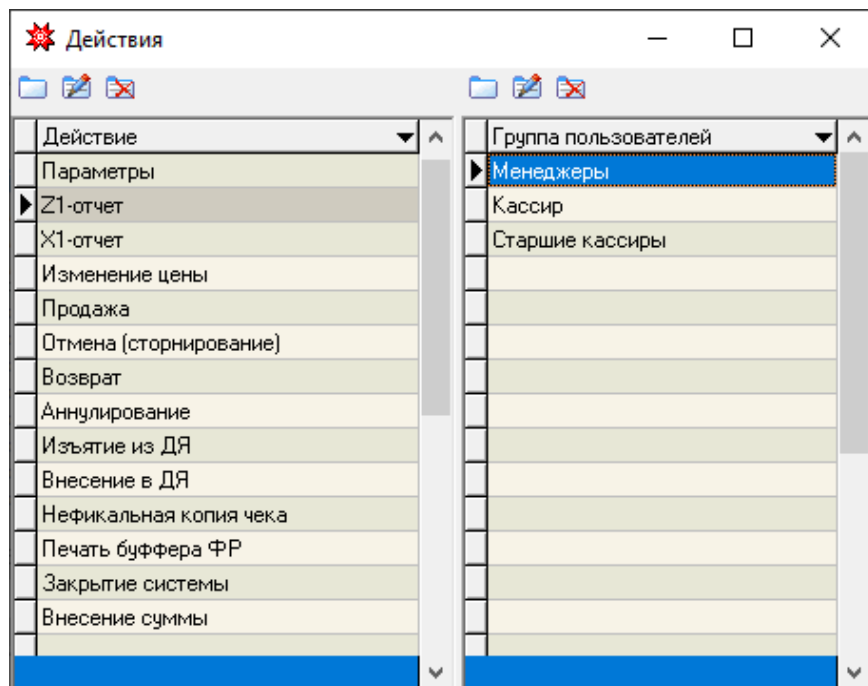 Действия
Действие
Параметры
Z1-отчет
X1-отчет
Изменение цены
Продажа
Отмена (сторнирование)
Возврат
Аннулирование
Изъятие из ДЯ
Внесение в ДЯ
Нефикальная копия чека
Печать буффера ФР
Закрытие системы
Внесение суммы
Группа пользователей
Менеджеры
Кассир
Старшие кассиры